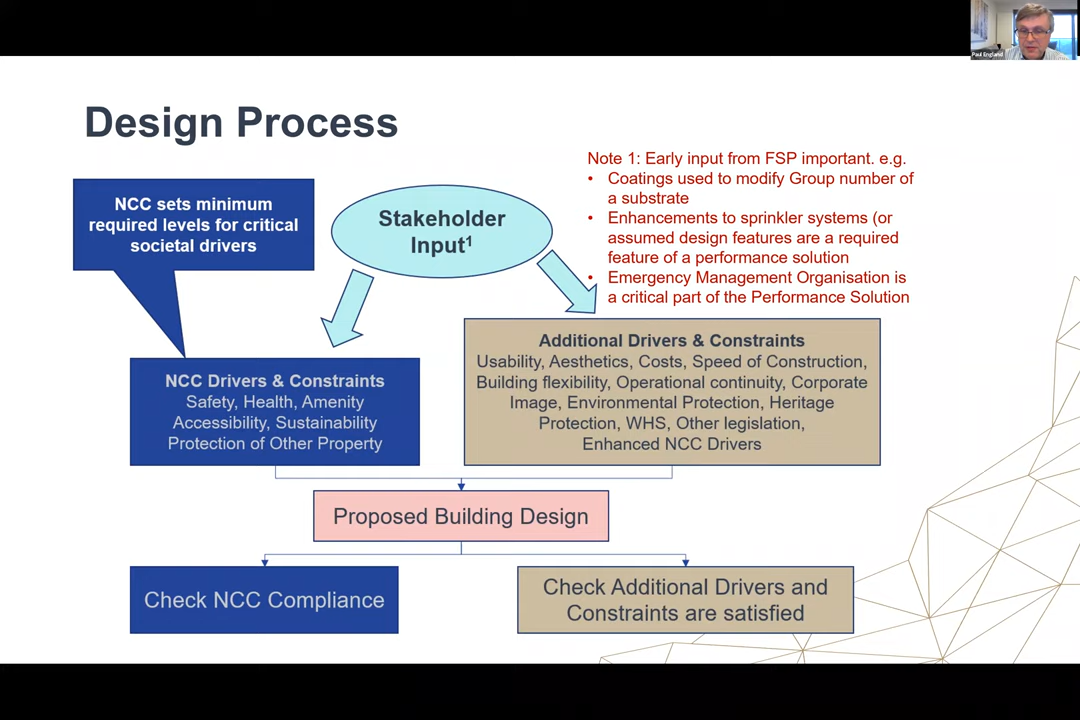 Paul England
Design Process
NCC sets minimum
required levels for critical
societal drivers
Stakeholder
Input1
Note 1: Early input from FSP important. e.g.
• Coatings used to modify Group number of
a substrate
• Enhancements to sprinkler systems (or
assumed design features are a required
feature of a performance solution
• Emergency Management Organisation is
a critical part of the Performance Solution
NCC Drivers & Constraints
Safety, Health, Amenity
Accessibility, Sustainability
Protection of Other Property
Additional Drivers & Constraints
Usability, Aesthetics, Costs, Speed of Construction,
Building flexibility, Operational continuity, Corporate
Image, Environmental Protection, Heritage
Protection, WHS, Other legislation,
Enhanced NCC Drivers
Proposed Building Design
Check NCC Compliance
Check Additional Drivers and
Constraints are satisfied